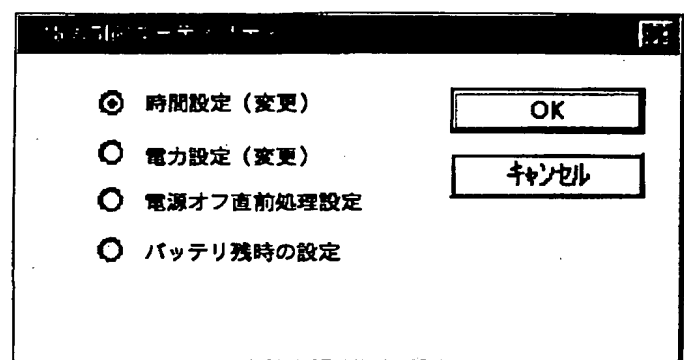 時間設定（変更）
OK
電力設定（変更）
キャンセル
電源オフ直前処理設定
バッテリ残時の設定